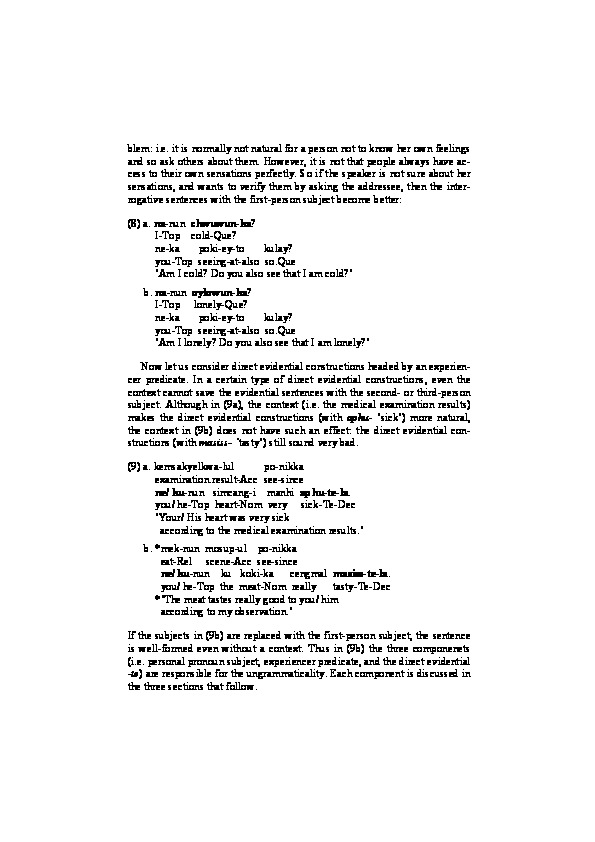 blem: i.e. it is normally not natural for a person not to know her own feelings
and so ask others about them. However, it is not that people always have ac-
cess to their own sensations perfectly. So if the speaker is not sure about her
sensations, and wants to verify them by asking the addressee, then the inter-
rogative sentences with the first-person subject become better:
(8) a. na-nun chwuwun-ka?
I-Top cold-Que?
ne-ka poki-ey-to kulay?
you-Top seeing-at-also so.Que
"Am I cold? Do you also see that I am cold?"
b. na-nun oylowun-ka?
I-Top lonely-Que?
ne-ka poki-ey-to kulay?
you-Top seeing-at-also so.Que
"Am I lonely? Do you also see that I am lonely?"
Now let us consider direct evidential constructions headed by an experien-
cer predicate. In a certain type of direct evidential constructions, even the
context cannot save the evidential sentences with the second- or third-person
subject. Although in (9a), the context (i.e. the medical examination results)
makes the direct evidential constructions (with aphu- "sick") more natural,
the context in (9b) does not have such an effect: the direct evidential con-
structions (with masiss- "tasty") still sound very bad.
(9) a. kemsakyelkwa-lul po-nikka
examination.result-Acc see-since
ne/ ku-nun simcang-i manhi aphu-te-la.
you/ he-Top heart-Nom very sick-Te-Dec
"Your/ His heart was very sick
according to the medical examination results."
b. *mek-nun mosup-ul po-nikka
eat-Rel scene-Acc see-since
ne/ ku-nun ku koki-ka cengmal masiss-te-la.
you/ he-Top the meat-Nom really tasty-Te-Dec
*"The meat tastes really good to you/ him
according to my observation."
If the subjects in (9b) are replaced with the first-person subject, the sentence
is well-formed even without a context. Thus in (9b) the three componenets
(i.e. personal pronoun subject, experiencer predicate, and the direct evidential
-te) are responsible for the ungrammaticality. Each component is discussed in
the three sections that follow.